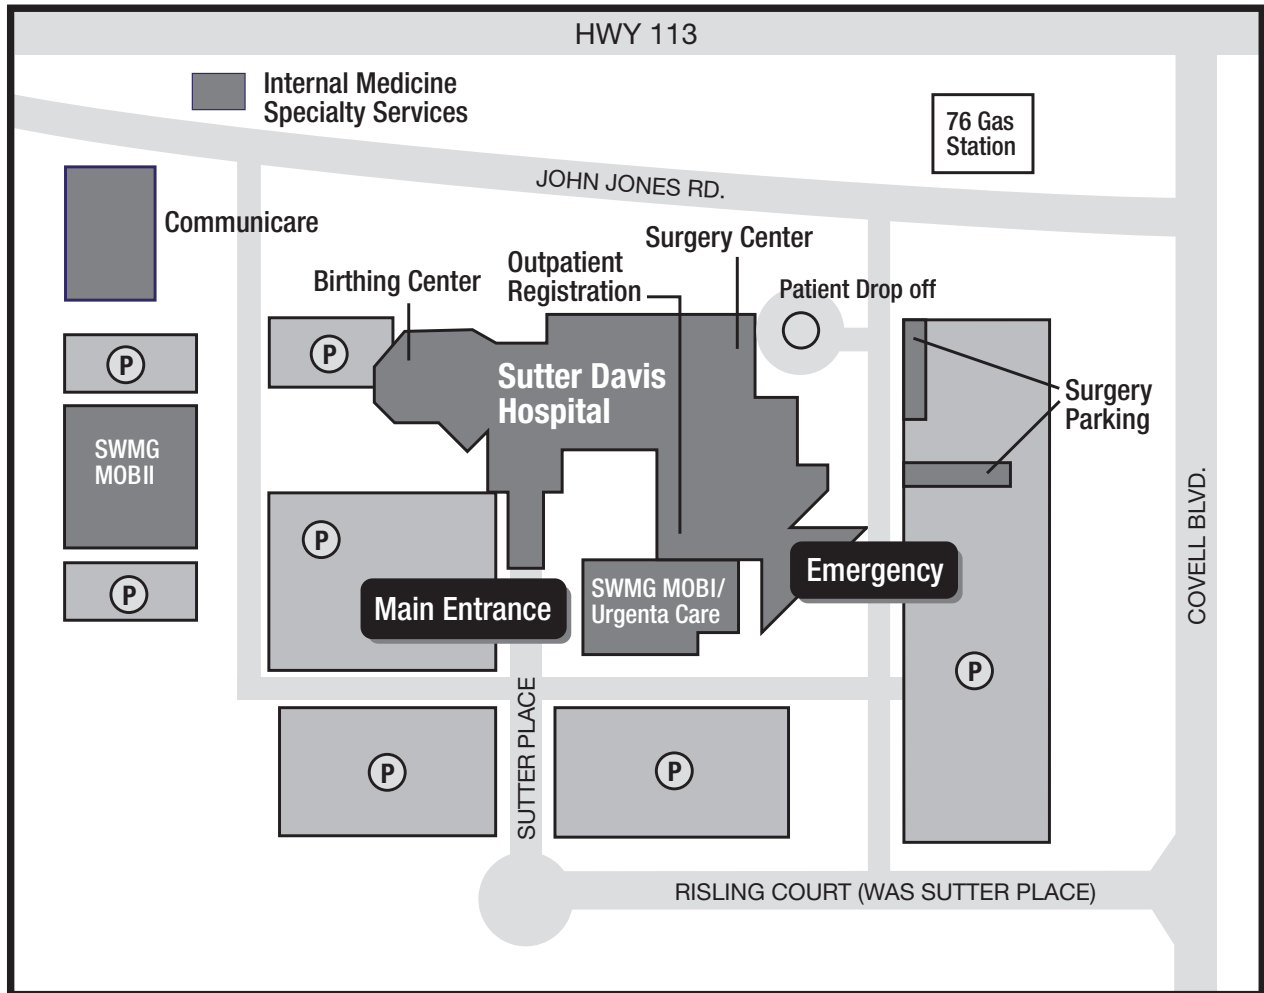 HWY 113
Internal Medicine
Specialty Services
76 Gas
Station
JOHN JONES RD.
Communicare
Surgery Center
Outpatient
Registration
Birthing Center
Patient Drop off
P
P
Sutter Davis
Hospital
Surgery
Parking
SWMG
MOBII
COVELL BLVD.
P
P
Emergency
SWMG MOBI/
Urgenta Care
Main Entrance
P
SUTTER PLACE
P
P
RISLING COURT (WAS SUTTER PLACE)